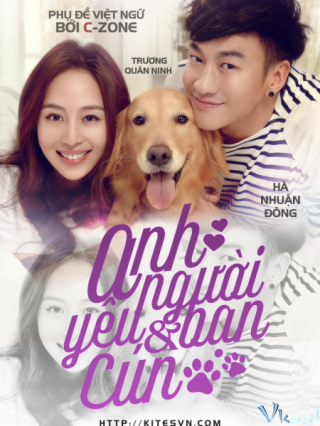 PHỤ ĐỀ VIỆT NGỮ
BỞI C-ZONE
TRƯƠNG
QUÂN NINH
HÀ
NHUẬN
ĐÔNG
anh
người
yêu & bạn
cún
HTTP://KITESVN.COM